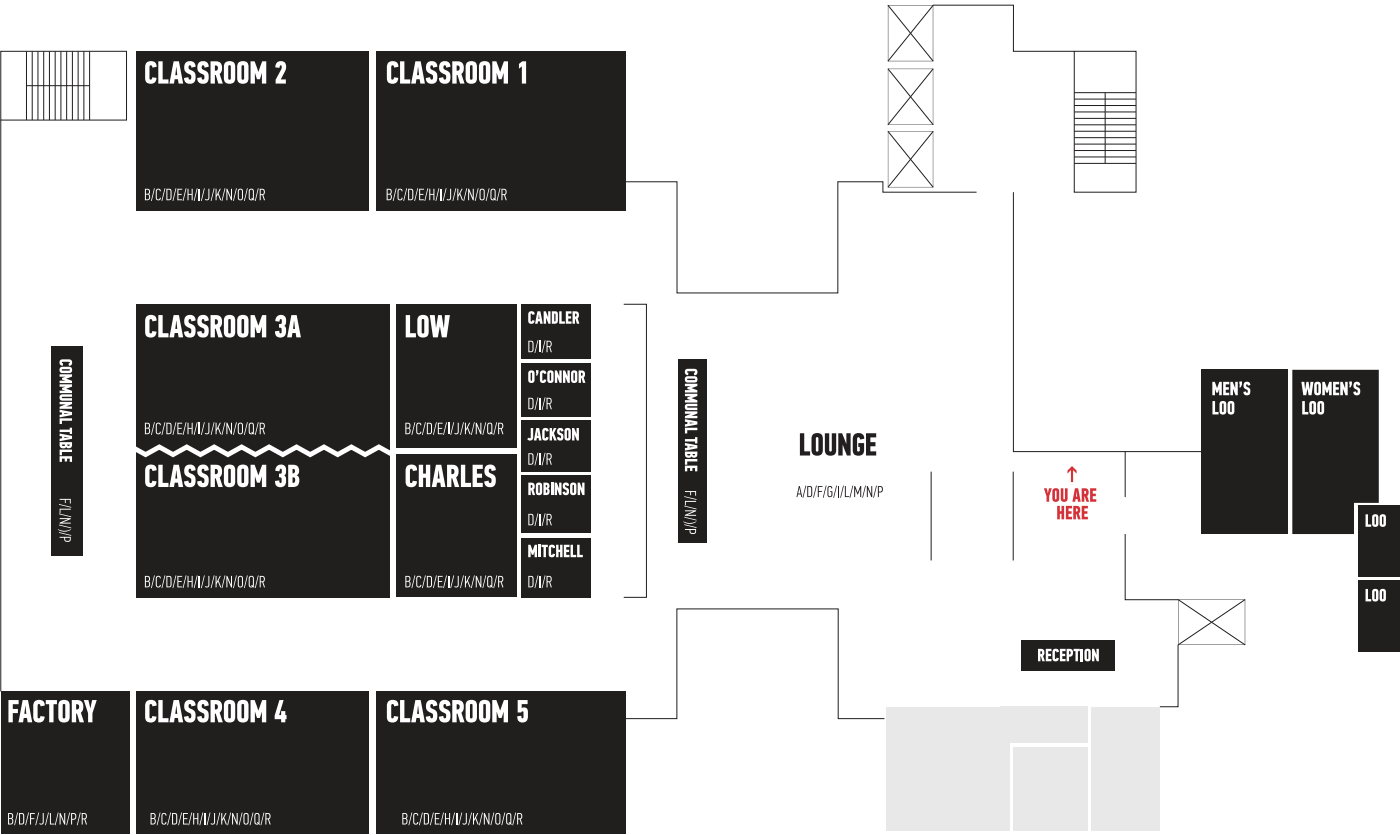 CLASSROOM 2
B/C/D/E/H/I/J/K/N/O/Q/R
CLASSROOM 1
B/C/D/E/H/I/J/K/N/O/Q/R
COMMUNAL TABLE F/L/N/)/P
CLASSROOM 3A
B/C/D/E/H/I/J/K/N/O/Q/R
CLASSROOM 3B
B/C/D/E/H/I/J/K/N/O/Q/R
LOW
B/C/D/E/I/J/K/N/Q/R
CHARLES
B/C/D/E/I/J/K/N/Q/R
CANDLER
D/I/R
O'CONNOR
D/I/R
JACKSON
D/I/R
ROBINSON
D/I/R
MITCHELL
D/I/R
COMMUNAL TABLE F/L/N/)/P
LOUNGE
A/D/F/G/I/L/M/N/P
↑
YOU ARE
HERE
MEN'S
LOO
WOMEN'S
LOO
LOO
LOO
RECEPTION
FACTORY
B/D/F/J/L/N/P/R
CLASSROOM 4
B/C/D/E/H/I/J/K/N/O/Q/R
CLASSROOM 5
B/C/D/E/H/I/J/K/N/O/Q/R